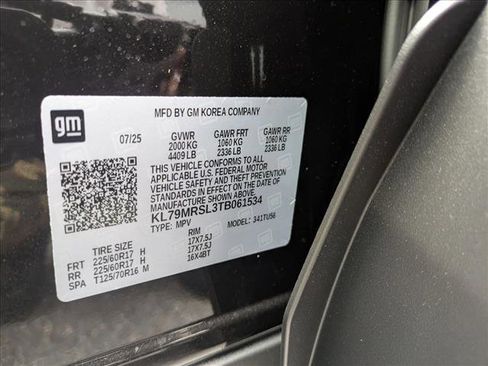 MFD BY GM KOREA COMPANY
gm
07/25 GVWR GAWR FRT GAWR RR
2000 KG 1060 KG 1060 KG
4409 LB 2336 LB 2336 LB
THIS VEHICLE CONFORMS TO ALL
APPLICABLE U.S. FEDERAL MOTOR
VEHICLE SAFETY AND THEFT
PREVENTION STANDARDS IN
EFFECT ON THE DATE OF
MANUFACTURE SHOWN ABOVE.
KL79MRSL3TB061534
TYPE: MPV MODEL: 341TU56
TIRE SIZE RIM
FRT 225/60R17 H 17X7.5J
RR 225/60R17 H 17X7.5J
SPA T125/70R16 M 16X4BT